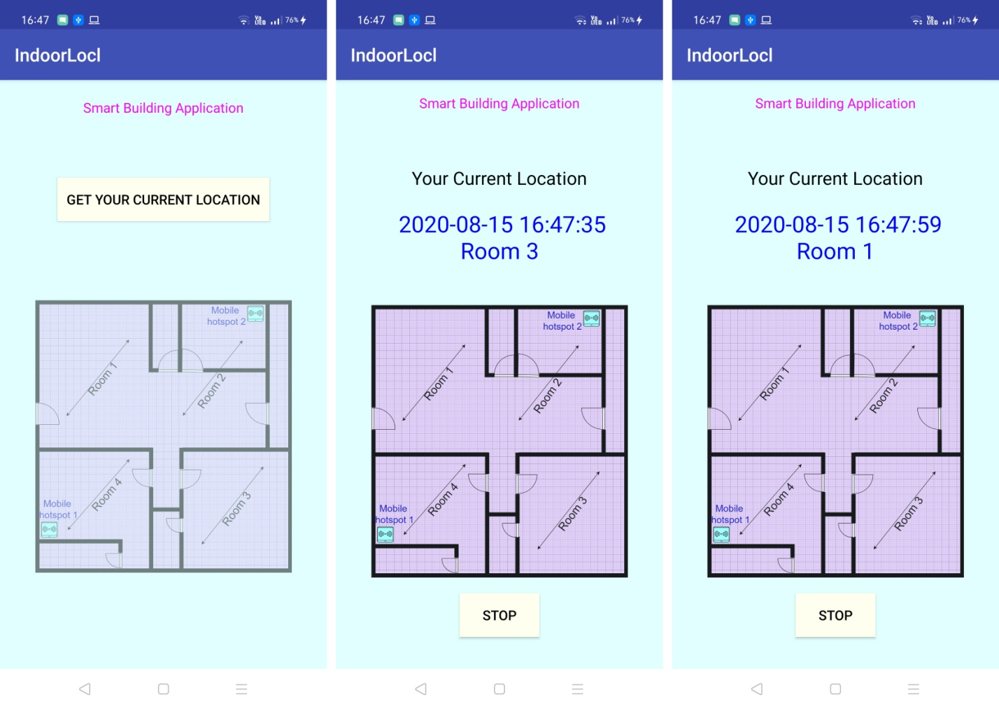 16:47
76%
IndoorLocl
Smart Building Application
GET YOUR CURRENT LOCATION
Mobile
hotspot 2
Room 1
Room 2
Room 4
Room 3
Mobile
hotspot 1
16:47
Vo
LTE
76%
IndoorLocl
Smart Building Application
Your Current Location
2020-08-15 16:47:35
Room 3
Mobile
hotspot 2
Room 1
Room 2
Room 4
Room 3
Mobile
hotspot 1
STOP
16:47
76%
IndoorLocl
Smart Building Application
Your Current Location
2020-08-15 16:47:59
Room 1
Mobile
hotspot 2
Room 1
Room 2
Room 4
Room 3
Mobile
hotspot 1
STOP